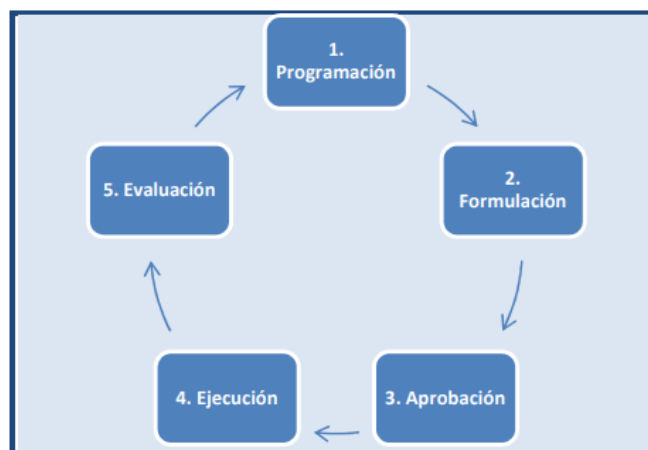 1.
Programación
2.
Formulación
3. Aprobación
4. Ejecución
5. Evaluación